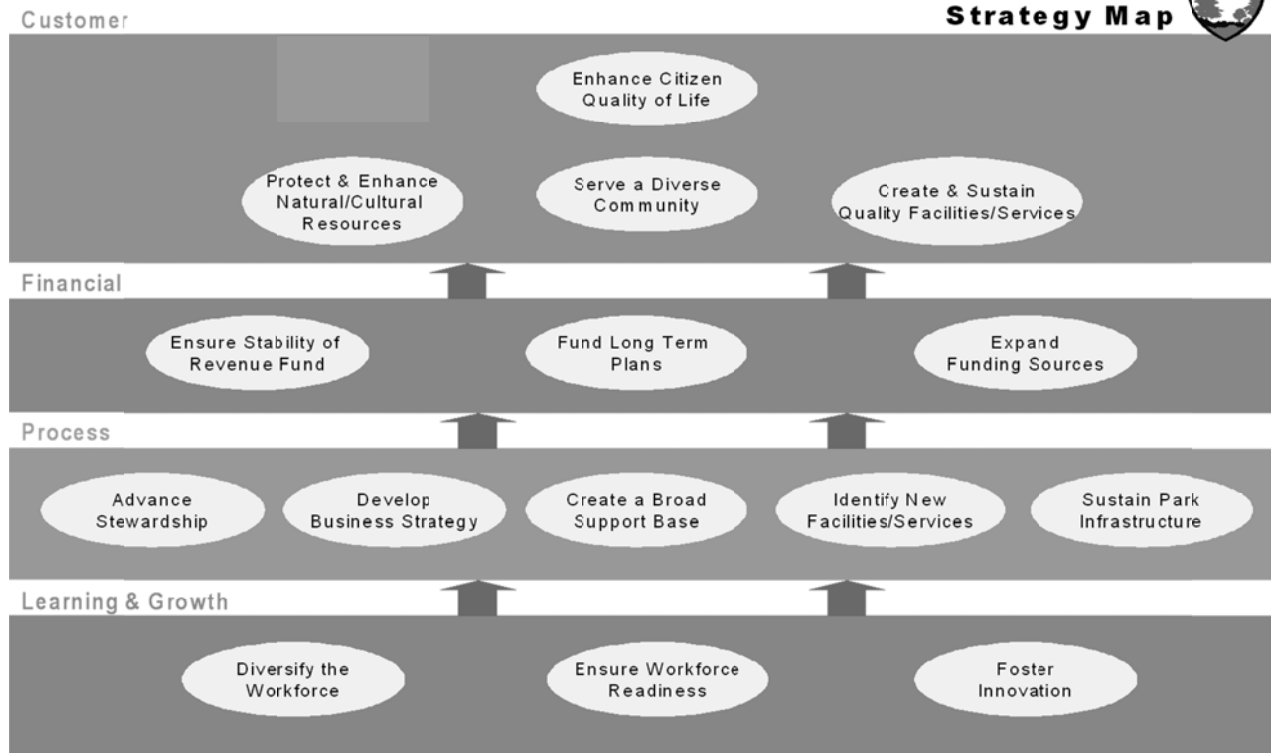 Customer
Strategy Map
Enhance Citizen
Quality of Life
Protect & Enhance
Natural/Cultural
Resources
Serve a Diverse
Community
Create & Sustain
Quality Facilities/Services
Financial
Ensure Stability of
Revenue Fund
Fund Long Term
Plans
Expand
Funding Sources
Process
Advance
Stewardship
Develop
Business Strategy
Create a Broad
Support Base
Identify New
Facilities/Services
Sustain Park
Infrastructure
Learning & Growth
Diversify the
Workforce
Ensure Workforce
Readiness
Foster
Innovation